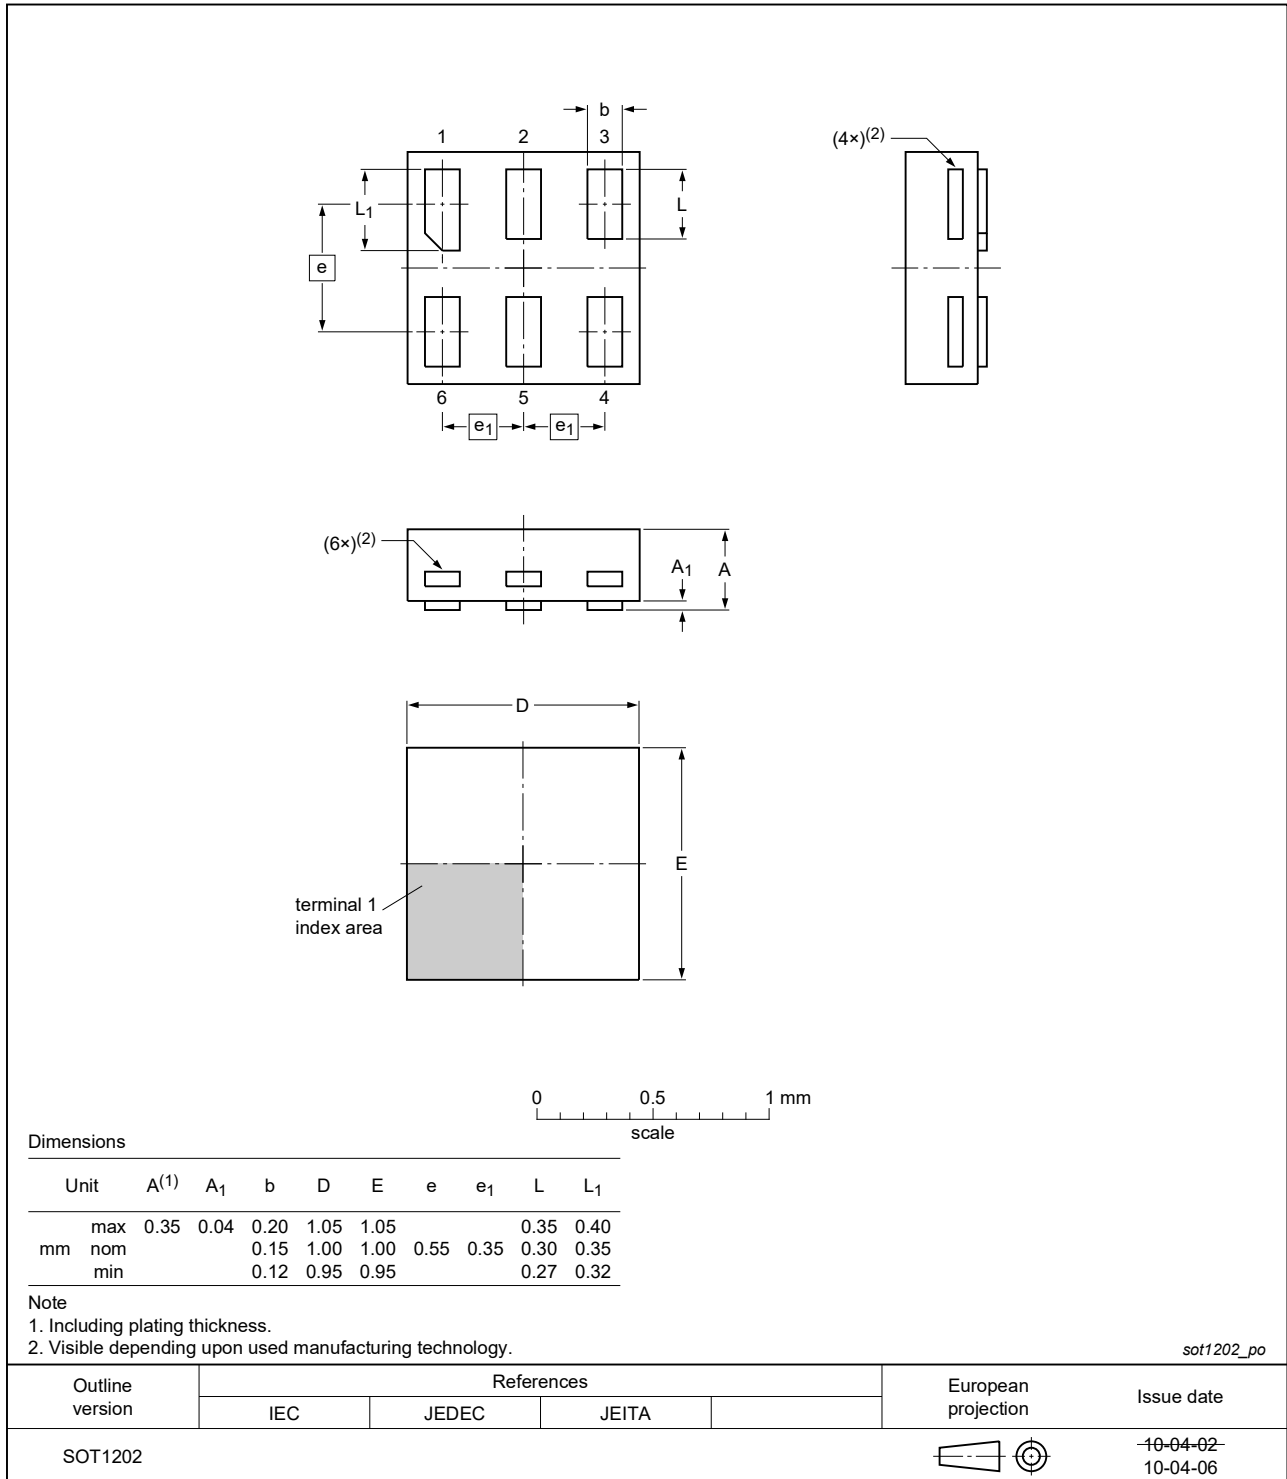 b
1 2 3
(4×)(2)
L1
L
e
6 5 4
e1 e1
(6×)(2)
A1 A
D
E
terminal 1
index area
0 0.5 1 mm
scale
Dimensions
Unit A(1) A1 b D E e e1 L L1
max 0.35 0.04 0.20 1.05 1.05 0.35 0.40
mm nom 0.15 1.00 1.00 0.55 0.35 0.30 0.35
min 0.12 0.95 0.95 0.27 0.32
Note
1. Including plating thickness.
2. Visible depending upon used manufacturing technology.
sot1202_po
Outline
version
References
IEC JEDEC JEITA
European
projection
Issue date
SOT1202
10-04-02
10-04-06